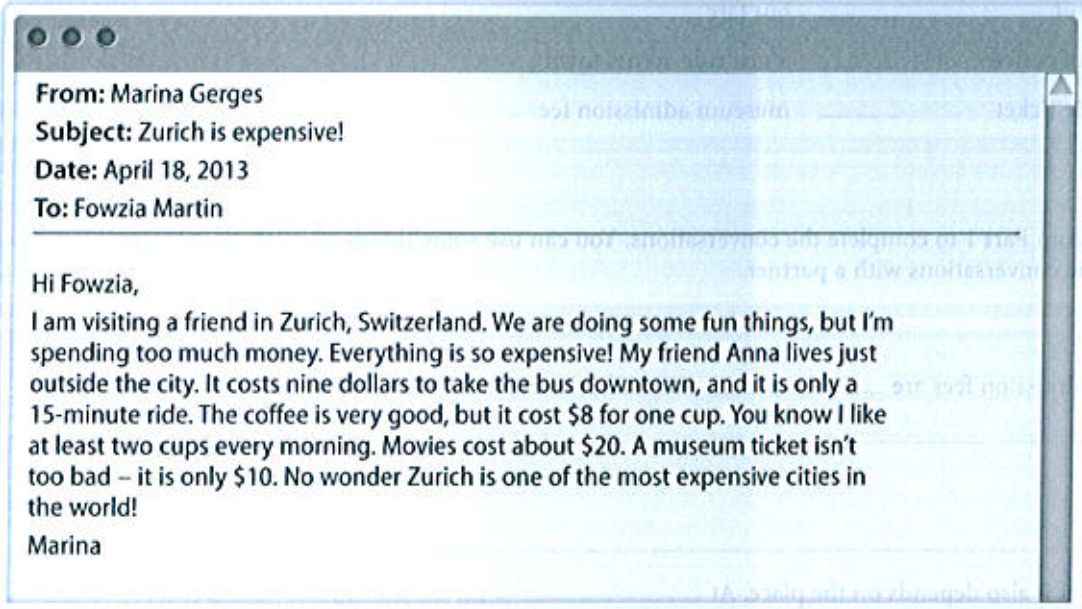 From: Marina Gerges
Subject: Zurich is expensive!
Date: April 18, 2013
To: Fowzia Martin
Hi Fowzia,
I am visiting a friend in Zurich, Switzerland. We are doing some fun things, but I'm
spending too much money. Everything is so expensive! My friend Anna lives just
outside the city. It costs nine dollars to take the bus downtown, and it is only a
15-minute ride. The coffee is very good, but it cost $8 for one cup. You know I like
at least two cups every morning. Movies cost about $20. A museum ticket isn't
too bad – it is only $10. No wonder Zurich is one of the most expensive cities in
the world!
Marina